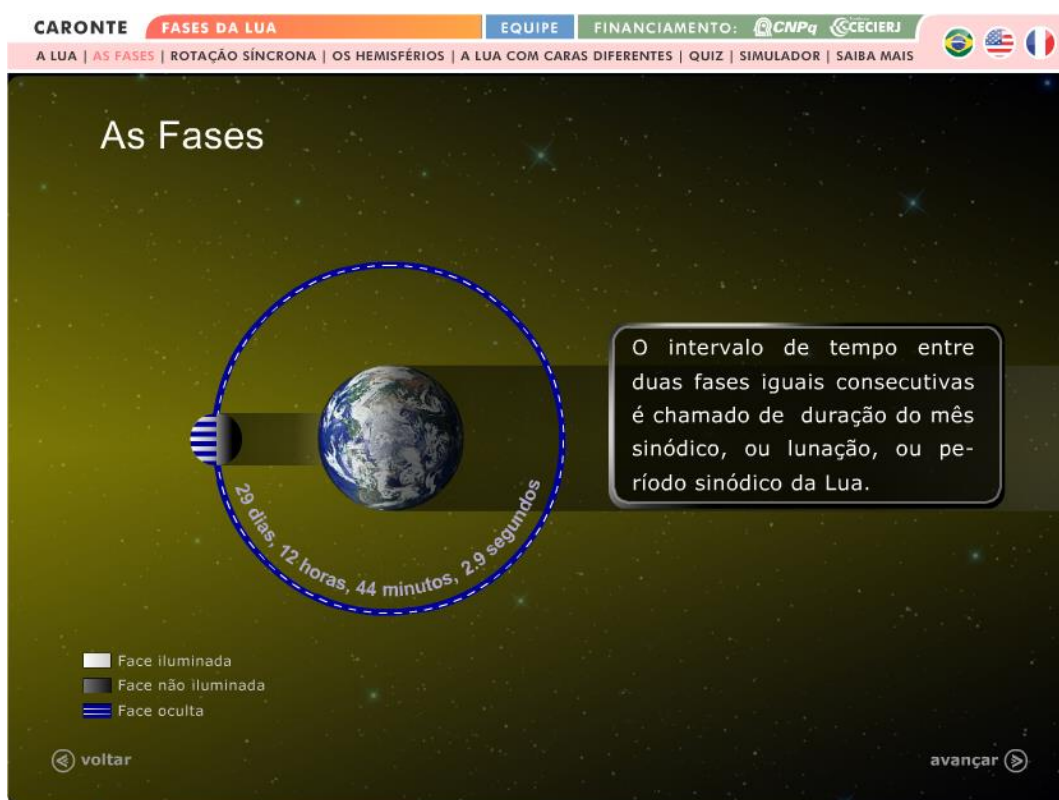 CARONTE FASES DA LUA EQUIPE FINANCIAMENTO: CNPq CECIERJ
A LUA | AS FASES | ROTAÇÃO SÍNCRONA | OS HEMISFÉRIOS | A LUA COM CARAS DIFERENTES | QUIZ | SIMULADOR | SAIBA MAIS
As Fases
O intervalo de tempo entre
duas fases iguais consecutivas
é chamado de duração do mês
sinódico, ou lunação, ou pe-
ríodo sinódico da Lua.
29 dias, 12 horas, 44 minutos, 2.9 segundos
Face iluminada
Face não iluminada
Face oculta
voltar
avançar